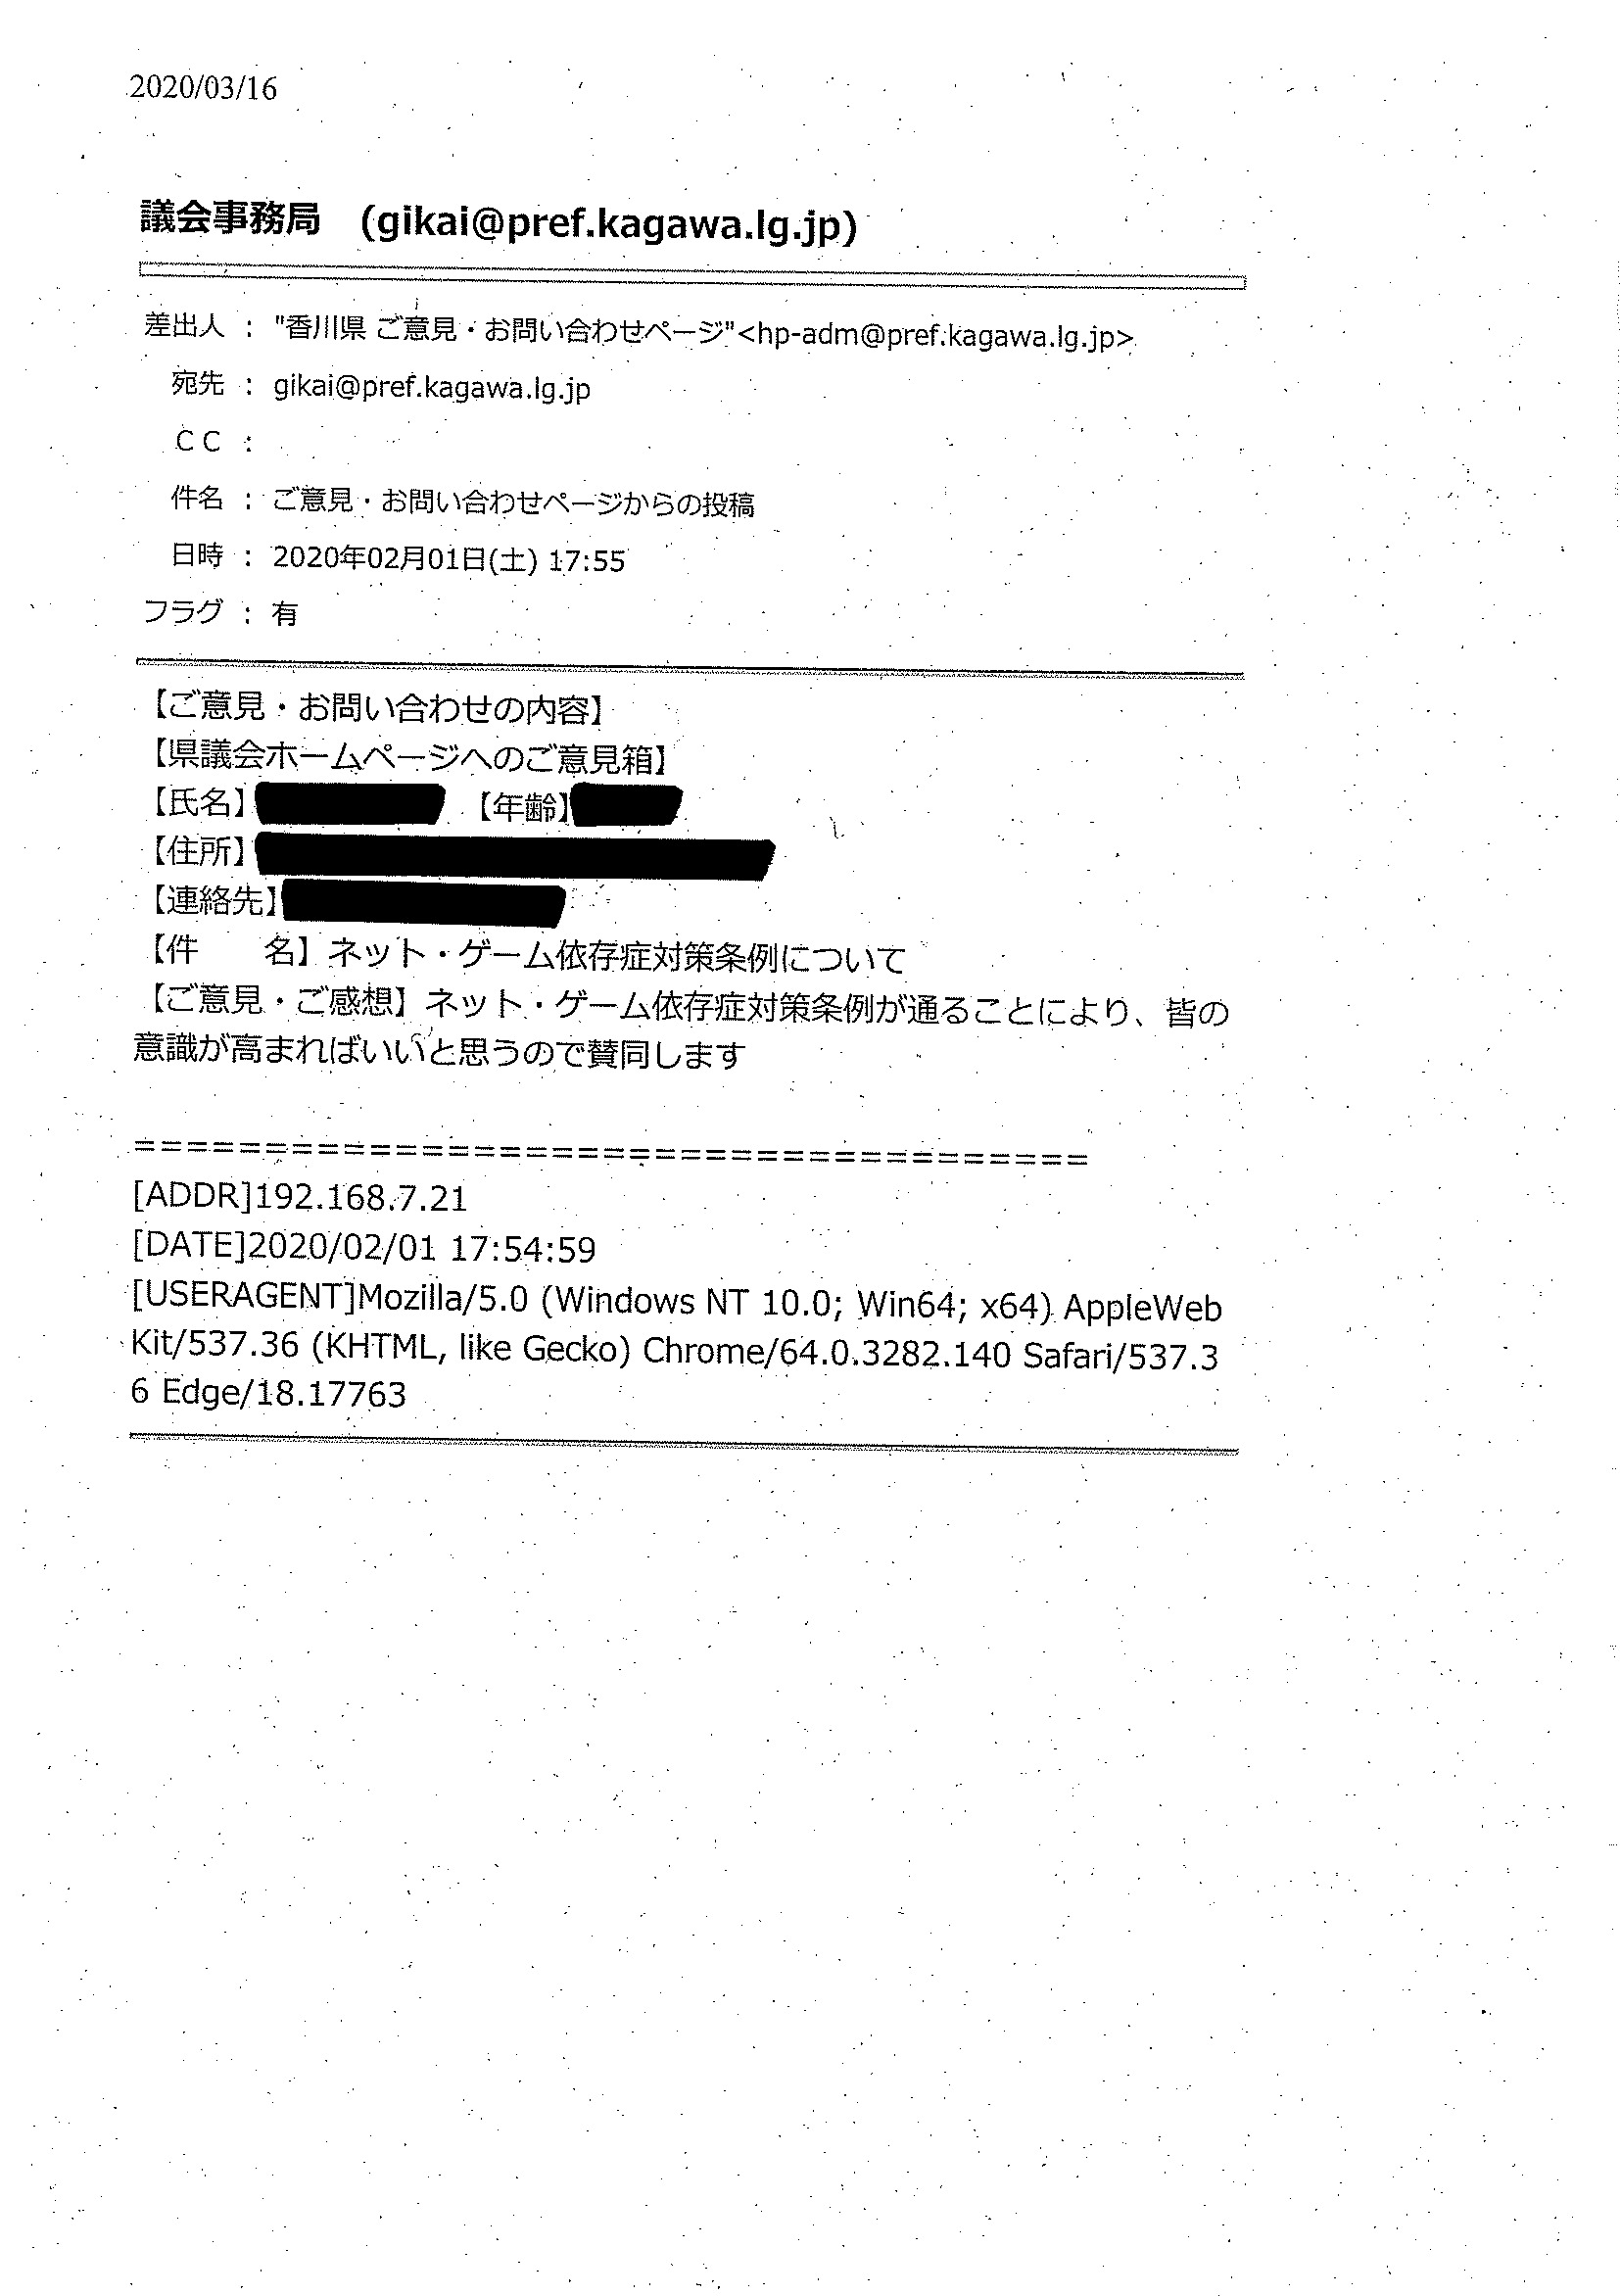 2020/03/16
議会事務局　(gikai@pref.kagawa.lg.jp)
差出人 : "香川県 ご意見・お問い合わせページ"<hp-adm@pref.kagawa.lg.jp>
宛先 : gikai@pref.kagawa.lg.jp
ＣＣ :
件名 : ご意見・お問い合わせページからの投稿
日時 : 2020年02月01日(土) 17:55
フラグ : 有
【ご意見・お問い合わせの内容】
【県議会ホームページへのご意見箱】
【氏名】　【年齢】
【住所】
【連絡先】
【件　　名】ネット・ゲーム依存症対策条例について
【ご意見・ご感想】ネット・ゲーム依存症対策条例が通ることにより、皆の
意識が高まればいいと思うので賛同します
=====================================
[ADDR]192.168.7.21
[DATE]2020/02/01 17:54:59
[USERAGENT]Mozilla/5.0 (Windows NT 10.0; Win64; x64) AppleWeb
Kit/537.36 (KHTML, like Gecko) Chrome/64.0.3282.140 Safari/537.3
6 Edge/18.17763